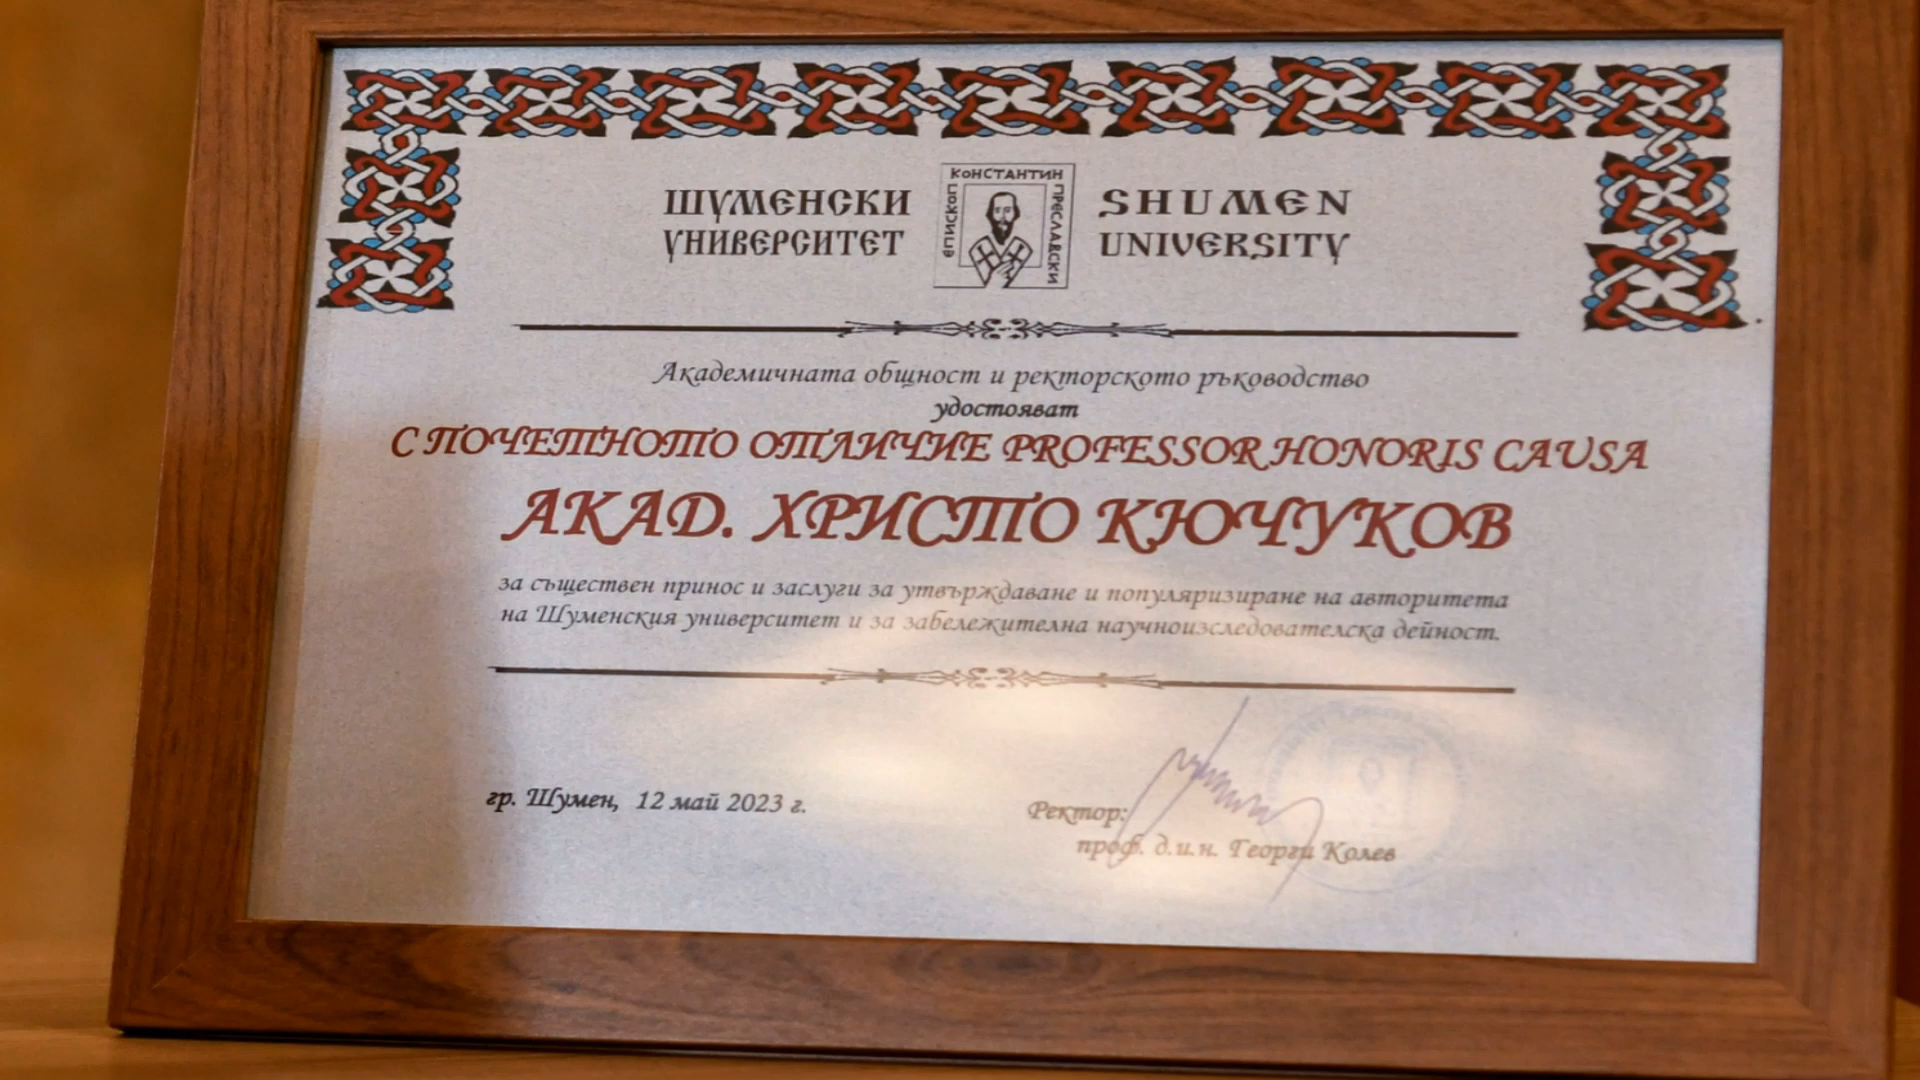 ШУМЕНСКИ
УНИВЕРСИТЕТ
ЕПИСКОП
КОНСТАНТИН
ПРЕСЛАВСКИ
SHUMEN
UNIVERSITY
Академичната общност и ректорското ръководство
удостояват
С ПОЧЕТНОТО ОТЛИЧИЕ PROFESSOR HONORIS CAUSA
АКАД. ХРИСТО КЮЧУКОВ
за съществен принос и заслуги за утвърждаване и популяризиране на авторитета
на Шуменския университет и за забележителна научноизследователска дейност.
гр. Шумен, 12 май 2023 г.
Ректор:
проф. д.и.н. Георги Колев